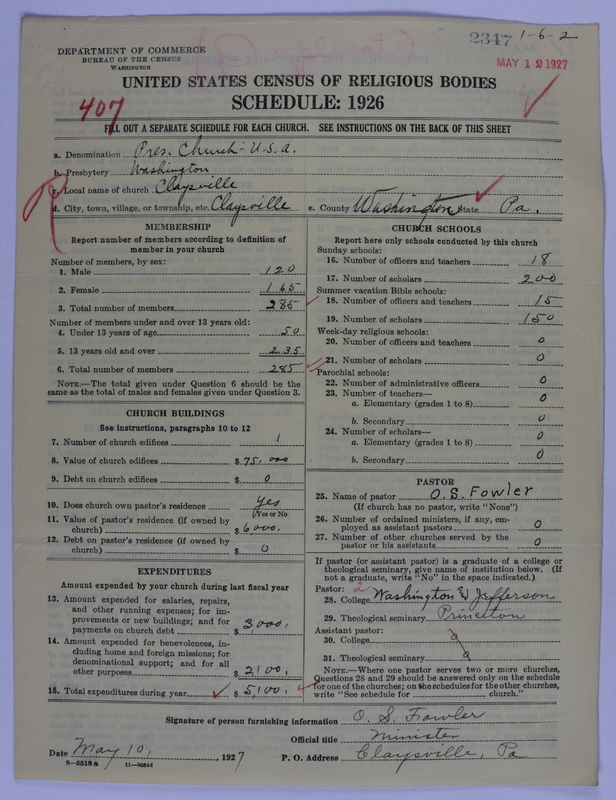 2347 1-6-2
MAY 12 1927
DEPARTMENT OF COMMERCE
BUREAU OF THE CENSUS
WASHINGTON
UNITED STATES CENSUS OF RELIGIOUS BODIES
SCHEDULE: 1926
407
FILL OUT A SEPARATE SCHEDULE FOR EACH CHURCH. SEE INSTRUCTIONS ON THE BACK OF THIS SHEET
a. Denomination Pres. Church - U.S.A.
b. Presbytery Washington
c. Local name of church Claysville
d. City, town, village, or township, etc. Claysville e. County Washington State Pa.
MEMBERSHIP
Report number of members according to definition of
member in your church
Number of members, by sex:
1. Male 120
2. Female 165
3. Total number of members 285
Number of members under and over 13 years old:
4. Under 13 years of age 50
5. 13 years old and over 235
6. Total number of members 285
NOTE.—The total given under Question 6 should be the
same as the total of males and females given under Question 3.
CHURCH BUILDINGS
See instructions, paragraphs 10 to 12
7. Number of church edifices 1
8. Value of church edifices $75,000
9. Debt on church edifices $ 0
10. Does church own pastor's residence yes
(Yes or No)
11. Value of pastor's residence (if owned by
church) $6000.
12. Debt on pastor's residence (if owned by
church) $ 0
EXPENDITURES
Amount expended by your church during last fiscal year
13. Amount expended for salaries, repairs,
and other running expenses; for im-
provements or new buildings; and for
payments on church debt $3000.
14. Amount expended for benevolences, in-
cluding home and foreign missions; for
denominational support; and for all
other purposes $2100.
15. Total expenditures during year $5,100.
CHURCH SCHOOLS
Report here only schools conducted by this church
Sunday schools:
16. Number of officers and teachers 18
17. Number of scholars 200
Summer vacation Bible schools:
18. Number of officers and teachers 15
19. Number of scholars 150
Week-day religious schools:
20. Number of officers and teachers 0
21. Number of scholars 0
Parochial schools:
22. Number of administrative officers 0
23. Number of teachers—
a. Elementary (grades 1 to 8) 0
b. Secondary 0
24. Number of scholars—
a. Elementary (grades 1 to 8) 0
b. Secondary 0
PASTOR
25. Name of pastor O.S. Fowler
(If church has no pastor, write "None")
26. Number of ordained ministers, if any, em-
ployed as assistant pastors 0
27. Number of other churches served by the
pastor or his assistants 0
If pastor (or assistant pastor) is a graduate of a college or
theological seminary, give name of institution below. (If
not a graduate, write "No" in the space indicated.)
Pastor: 2
28. College Washington & Jefferson
29. Theological seminary Princeton
Assistant pastor:
30. College 0
31. Theological seminary 0
NOTE.—Where one pastor serves two or more churches,
Questions 28 and 29 should be answered only on the schedule
for one of the churches; on the schedules for the other churches,
write "See schedule for church."
Signature of person furnishing information O. S. Fowler
Official title Minister
Date May 10, 1927 P. O. Address Claysville, Pa
8-5518a